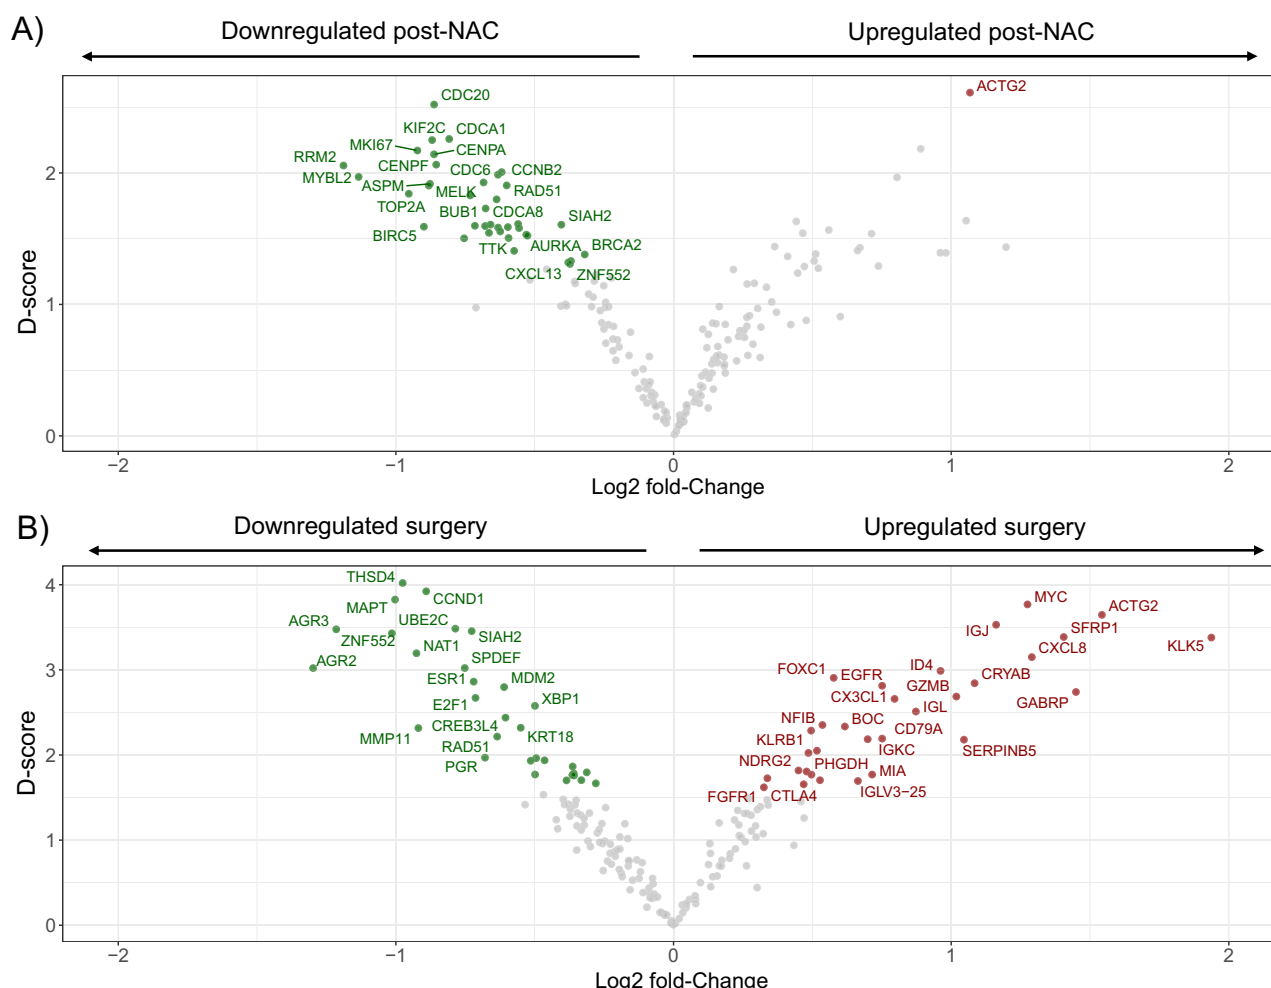 A)
Downregulated post-NAC
Upregulated post-NAC
ACTG2
CDC20
KIF2C CDCA1
MKI67 CENPA
RRM2 CENPF CDC6 CCNB2
MYBL2 ASPM MELK RAD51
TOP2A BUB1 CDCA8 SIAH2
BIRC5 TTK AURKA BRCA2
CXCL13 ZNF552
D-score
2
1
0
−2 −1 0 1 2
Log2 fold-Change
B)
Downregulated surgery
Upregulated surgery
THSD4
CCND1 MYC ACTG2
MAPT
AGR3 UBE2C IGJ SFRP1
ZNF552 SIAH2 KLK5
NAT1 CXCL8
AGR2 SPDEF ID4
ESR1 MDM2 FOXC1 EGFR CRYAB
GZMB
E2F1 XBP1 CX3CL1 IGL GABRP
CREB3L4 NFIB BOC CD79A
MMP11 KRT18 KLRB1
RAD51 IGKC SERPINB5
PGR NDRG2 PHGDH MIA
FGFR1 CTLA4 IGLV3−25
D-score
4
3
2
1
0
−2 −1 0 1 2
Log2 fold-Change